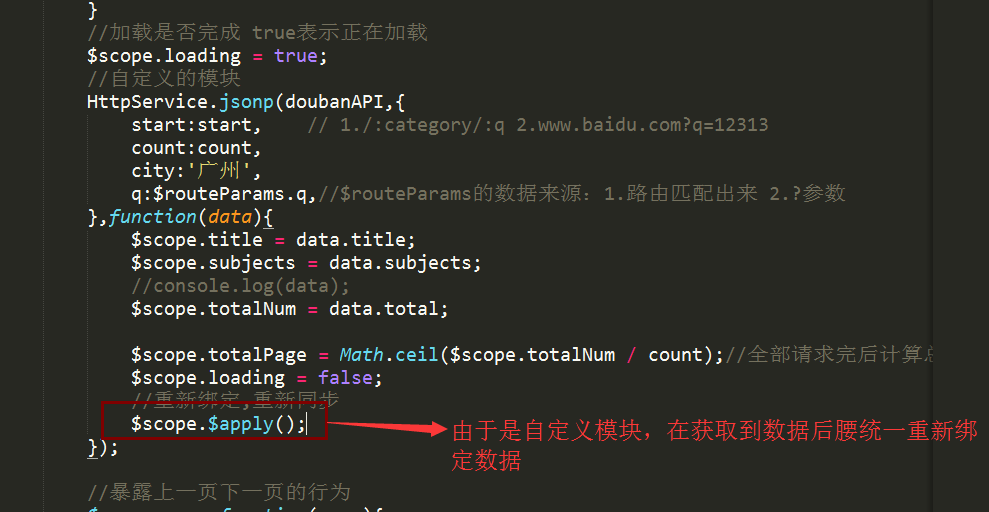 }
//加载是否完成 true表示正在加载
$scope.loading = true;
//自定义的模块
HttpService.jsonp(doubanAPI,{
start:start,    // 1./:category/:q 2.www.baidu.com?q=12313
count:count,
city:'广州',
q:$routeParams.q,//$routeParams的数据来源：1.路由匹配出来 2.?参数
},function(data){
$scope.title = data.title;
$scope.subjects = data.subjects;
//console.log(data);
$scope.totalNum = data.total;
$scope.totalPage = Math.ceil($scope.totalNum / count);//全部请求完后计算总
$scope.loading = false;
//重新绑定,重新同步
$scope.$apply();
由于是自定义模块，在获取到数据后腰统一重新绑
定数据
});
//暴露上一页下一页的行为